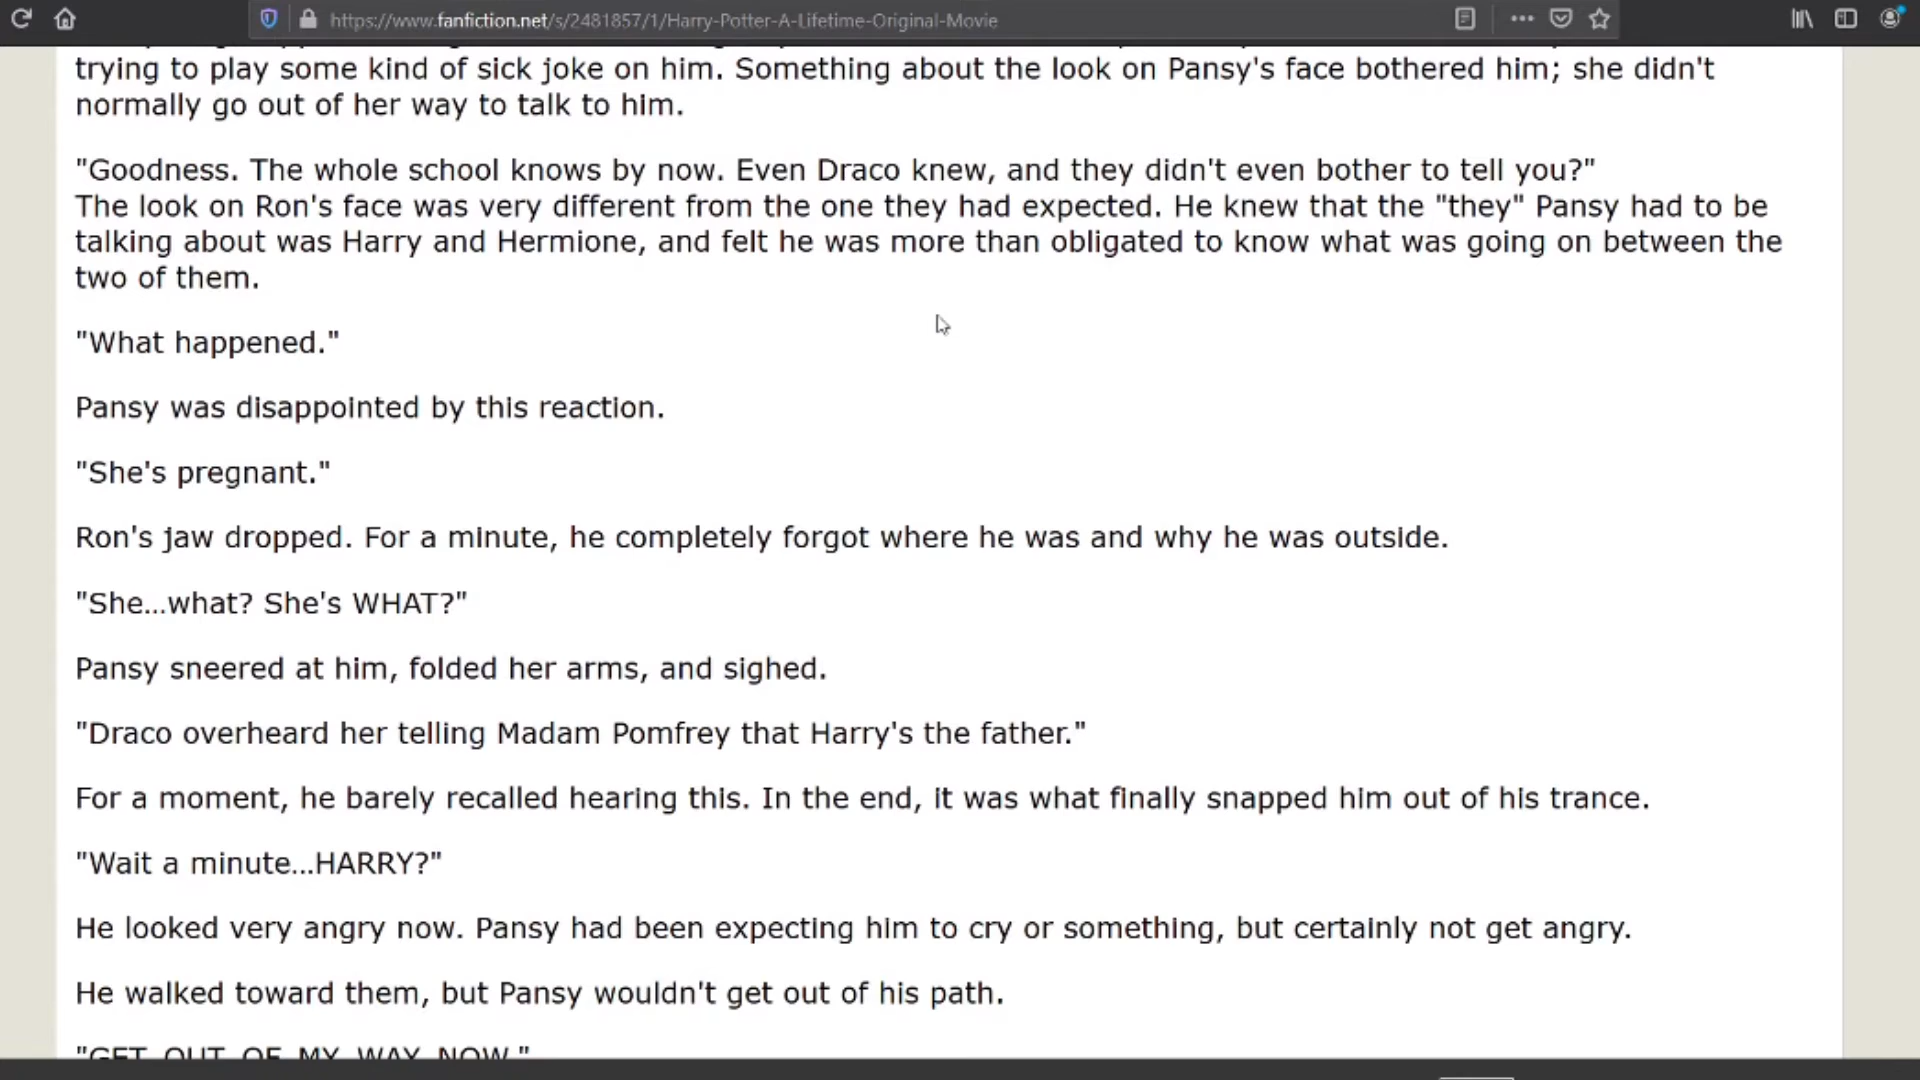 https://www.fanfiction.net/s/2481857/1/Harry-Potter-A-Lifetime-Original-Movie
trying to play some kind of sick joke on him. Something about the look on Pansy's face bothered him; she didn't
normally go out of her way to talk to him.
"Goodness. The whole school knows by now. Even Draco knew, and they didn't even bother to tell you?"
The look on Ron's face was very different from the one they had expected. He knew that the "they" Pansy had to be
talking about was Harry and Hermione, and felt he was more than obligated to know what was going on between the
two of them.
"What happened."
Pansy was disappointed by this reaction.
"She's pregnant."
Ron's jaw dropped. For a minute, he completely forgot where he was and why he was outside.
"She...what? She's WHAT?"
Pansy sneered at him, folded her arms, and sighed.
"Draco overheard her telling Madam Pomfrey that Harry's the father."
For a moment, he barely recalled hearing this. In the end, it was what finally snapped him out of his trance.
"Wait a minute...HARRY?"
He looked very angry now. Pansy had been expecting him to cry or something, but certainly not get angry.
He walked toward them, but Pansy wouldn't get out of his path.
"GET. OUT. OF. MY. WAY. NOW."